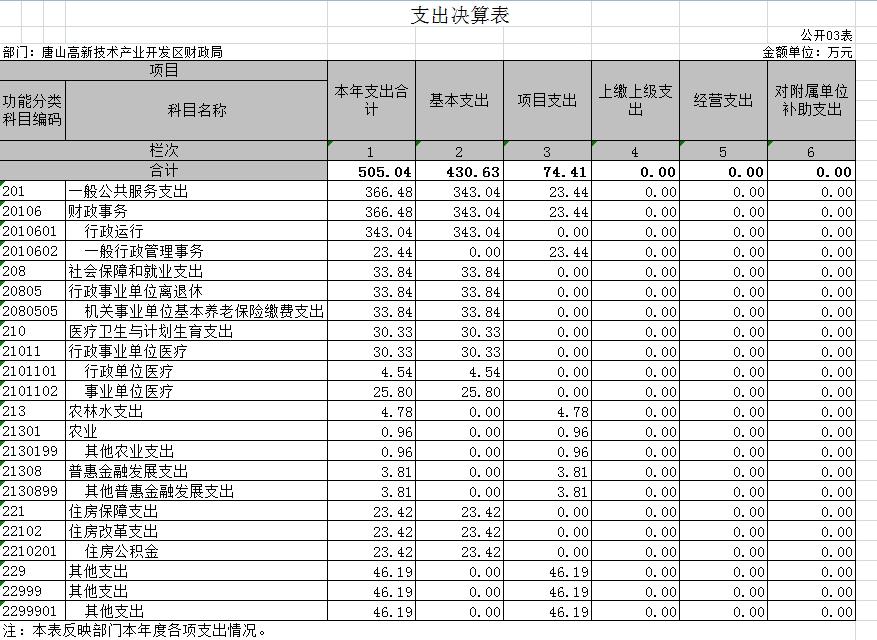 支出决算表
公开03表
部门：唐山高新技术产业开发区财政局 金额单位：万元
项目
功能分类科目编码 科目名称 本年支出合计 基本支出 项目支出 上缴上级支出 经营支出 对附属单位补助支出
栏次 1 2 3 4 5 6
合计 505.04 430.63 74.41 0.00 0.00 0.00
201 一般公共服务支出 366.48 343.04 23.44 0.00 0.00 0.00
20106 财政事务 366.48 343.04 23.44 0.00 0.00 0.00
2010601 行政运行 343.04 343.04 0.00 0.00 0.00 0.00
2010602 一般行政管理事务 23.44 0.00 23.44 0.00 0.00 0.00
208 社会保障和就业支出 33.84 33.84 0.00 0.00 0.00 0.00
20805 行政事业单位离退休 33.84 33.84 0.00 0.00 0.00 0.00
2080505 机关事业单位基本养老保险缴费支出 33.84 33.84 0.00 0.00 0.00 0.00
210 医疗卫生与计划生育支出 30.33 30.33 0.00 0.00 0.00 0.00
21011 行政事业单位医疗 30.33 30.33 0.00 0.00 0.00 0.00
2101101 行政单位医疗 4.54 4.54 0.00 0.00 0.00 0.00
2101102 事业单位医疗 25.80 25.80 0.00 0.00 0.00 0.00
213 农林水支出 4.78 0.00 4.78 0.00 0.00 0.00
21301 农业 0.96 0.00 0.96 0.00 0.00 0.00
2130199 其他农业支出 0.96 0.00 0.96 0.00 0.00 0.00
21308 普惠金融发展支出 3.81 0.00 3.81 0.00 0.00 0.00
2130899 其他普惠金融发展支出 3.81 0.00 3.81 0.00 0.00 0.00
221 住房保障支出 23.42 23.42 0.00 0.00 0.00 0.00
22102 住房改革支出 23.42 23.42 0.00 0.00 0.00 0.00
2210201 住房公积金 23.42 23.42 0.00 0.00 0.00 0.00
229 其他支出 46.19 0.00 46.19 0.00 0.00 0.00
22999 其他支出 46.19 0.00 46.19 0.00 0.00 0.00
2299901 其他支出 46.19 0.00 46.19 0.00 0.00 0.00
注：本表反映部门本年度各项支出情况。